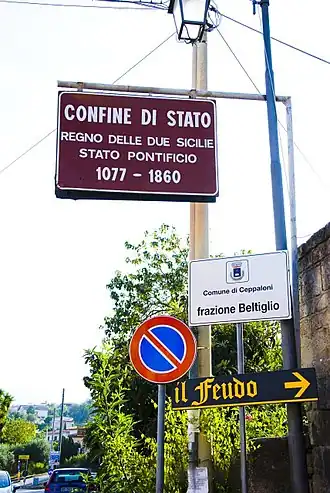 CONFINE DI STATO
REGNO DELLE DUE SICILIE
STATO PONTIFICIO
1077 - 1860
Comune di Ceppaloni
frazione Beltiglio
il Feudo